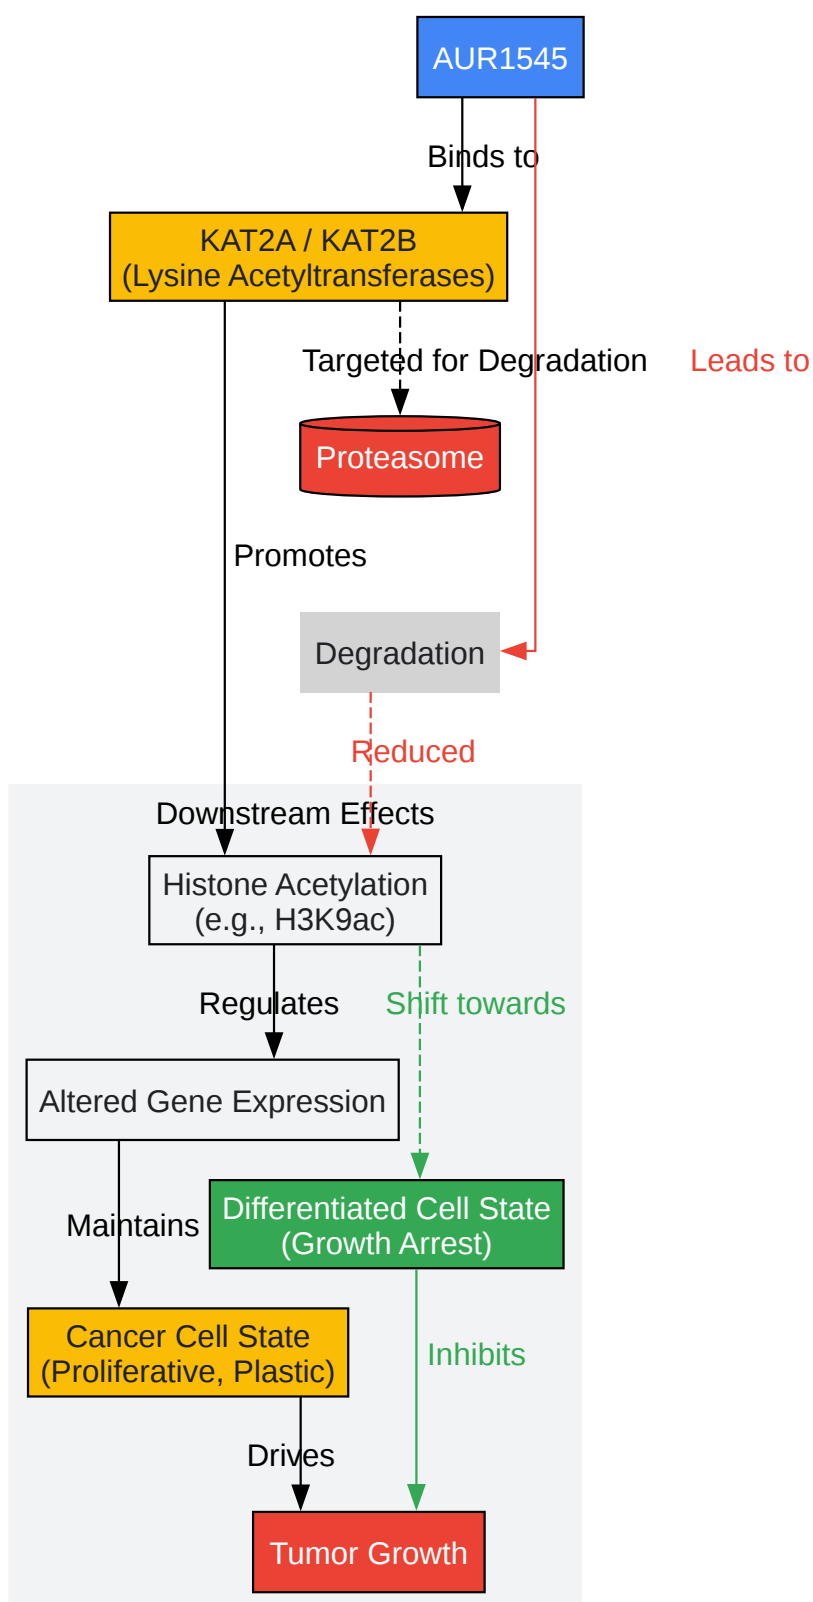 AUR1545
Binds to
KAT2A / KAT2B
(Lysine Acetyltransferases)
Targeted for Degradation
Leads to
Proteasome
Promotes
Degradation
Reduced
Downstream Effects
Histone Acetylation
(e.g., H3K9ac)
Regulates
Shift towards
Altered Gene Expression
Differentiated Cell State
(Growth Arrest)
Maintains
Cancer Cell State
(Proliferative, Plastic)
Inhibits
Drives
Tumor Growth